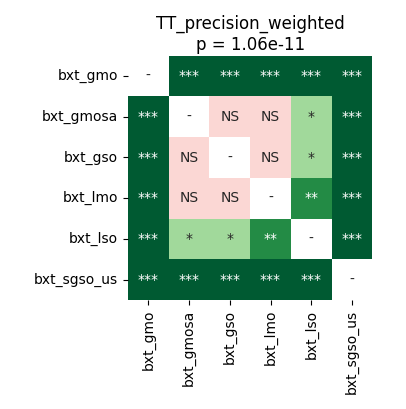 TT_precision_weighted
p = 1.06e-11
bxt_gmo - *** *** *** *** ***
bxt_gmosa *** - NS NS * ***
bxt_gso *** NS - NS * ***
bxt_lmo *** NS NS - ** ***
bxt_lso *** * * ** - ***
bxt_sgso_us *** *** *** *** *** -
bxt_gmo bxt_gmosa bxt_gso bxt_lmo bxt_lso bxt_sgso_us